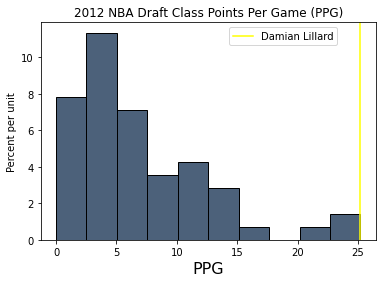 2012 NBA Draft Class Points Per Game (PPG)
Damian Lillard
Percent per unit
10
8
6
4
2
0
0 5 10 15 20 25
PPG